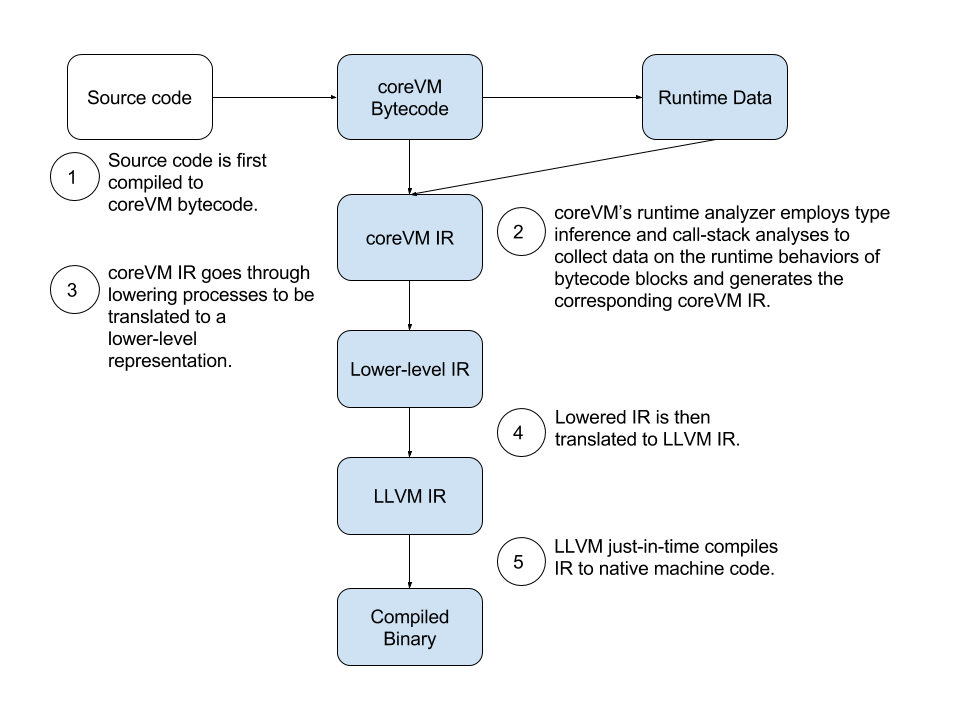 Source code
coreVM
Bytecode
Runtime Data
1
Source code is first
compiled to
coreVM bytecode.
coreVM IR
2
coreVM’s runtime analyzer employs type
inference and call-stack analyses to
collect data on the runtime behaviors of
bytecode blocks and generates the
corresponding coreVM IR.
3
coreVM IR goes through
lowering processes to be
translated to a
lower-level
representation.
Lower-level IR
4
Lowered IR is then
translated to LLVM IR.
LLVM IR
5
LLVM just-in-time compiles
IR to native machine code.
Compiled
Binary